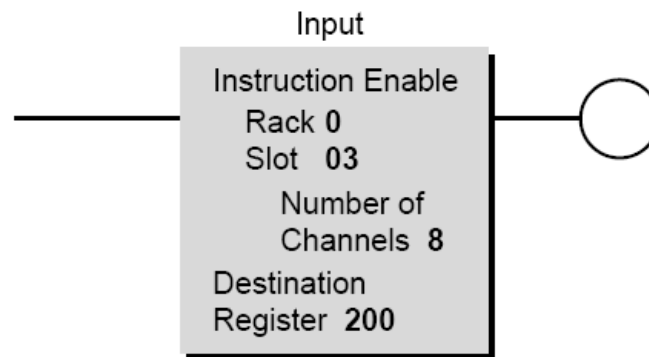 Input
Instruction Enable
Rack 0
Slot 03
Number of
Channels 8
Destination
Register 200